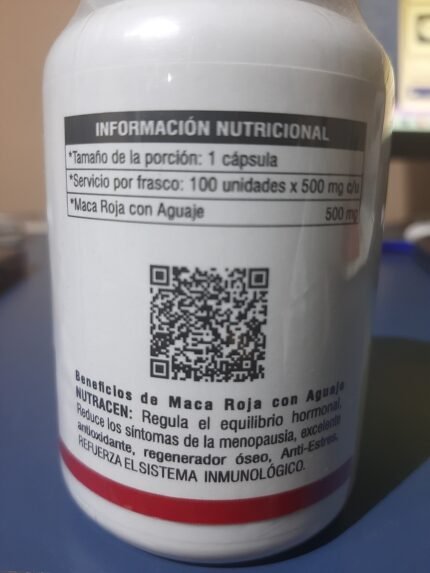 INFORMACIÓN NUTRICIONAL
*Tamaño de la porción: 1 cápsula
*Servicio por frasco: 100 unidades x 500 mg c/u
*Maca Roja con Aguaje 500 mg
Beneficios de Maca Roja con Aguaje
NUTRACEN: Regula el equilibrio hormonal,
Reduce los síntomas de la menopausia, excelente
antioxidante, regenerador óseo, Anti-Estres,
REFUERZA EL SISTEMA INMUNOLÓGICO.